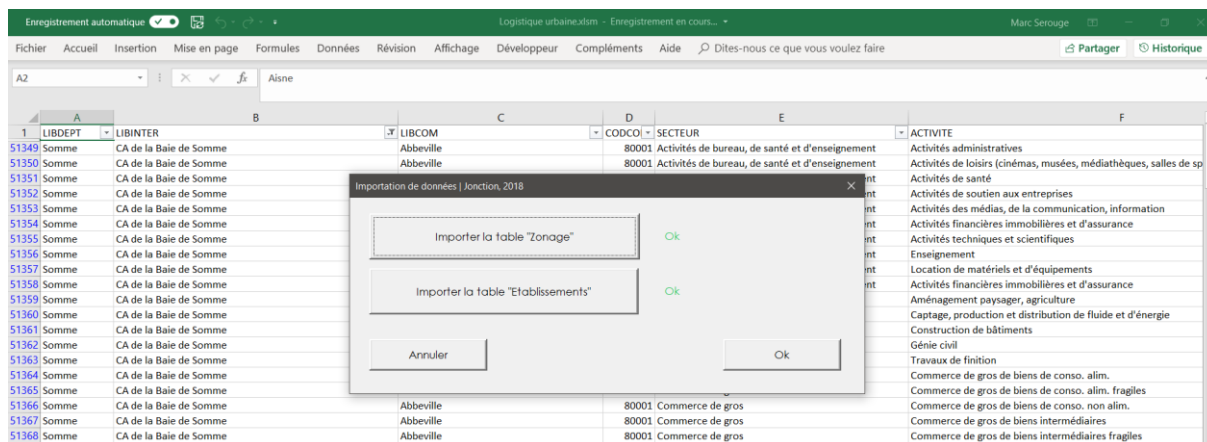 Enregistrement automatique Logistique urbaine.xlsm - Enregistrement en cours... Marc Serouge
Fichier Accueil Insertion Mise en page Formules Données Révision Affichage Développeur Compléments Aide Dites-nous ce que vous voulez faire Partager Historique
A2 fx Aisne
A B C D E F
1 LIBDEPT LIBINTER LIBCOM CODCO SECTEUR ACTIVITE
51349 Somme CA de la Baie de Somme Abbeville 80001 Activités de bureau, de santé et d'enseignement Activités administratives
51350 Somme CA de la Baie de Somme Abbeville 80001 Activités de bureau, de santé et d'enseignement Activités de loisirs (cinémas, musées, médiathèques, salles de sp
51351 Somme CA de la Baie de Somme nt Activités de santé
51352 Somme CA de la Baie de Somme nt Activités de soutien aux entreprises
51353 Somme CA de la Baie de Somme nt Activités des médias, de la communication, information
51354 Somme CA de la Baie de Somme nt Activités financières immobilières et d'assurance
51355 Somme CA de la Baie de Somme nt Activités techniques et scientifiques
51356 Somme CA de la Baie de Somme nt Enseignement
51357 Somme CA de la Baie de Somme nt Location de matériels et d'équipements
51358 Somme CA de la Baie de Somme nt Activités financières immobilières et d'assurance
51359 Somme CA de la Baie de Somme Aménagement paysager, agriculture
51360 Somme CA de la Baie de Somme Captage, production et distribution de fluide et d'énergie
51361 Somme CA de la Baie de Somme Construction de bâtiments
51362 Somme CA de la Baie de Somme Génie civil
51363 Somme CA de la Baie de Somme Travaux de finition
51364 Somme CA de la Baie de Somme Commerce de gros de biens de conso. alim.
51365 Somme CA de la Baie de Somme Commerce de gros de biens de conso. alim. fragiles
51366 Somme CA de la Baie de Somme Abbeville 80001 Commerce de gros Commerce de gros de biens de conso. non alim.
51367 Somme CA de la Baie de Somme Abbeville 80001 Commerce de gros Commerce de gros de biens intermédiaires
51368 Somme CA de la Baie de Somme Abbeville 80001 Commerce de gros Commerce de gros de biens intermédiaires fragiles
Importation de données | Jonction, 2018
Importer la table "Zonage" Ok
Importer la table "Etablissements" Ok
Annuler Ok